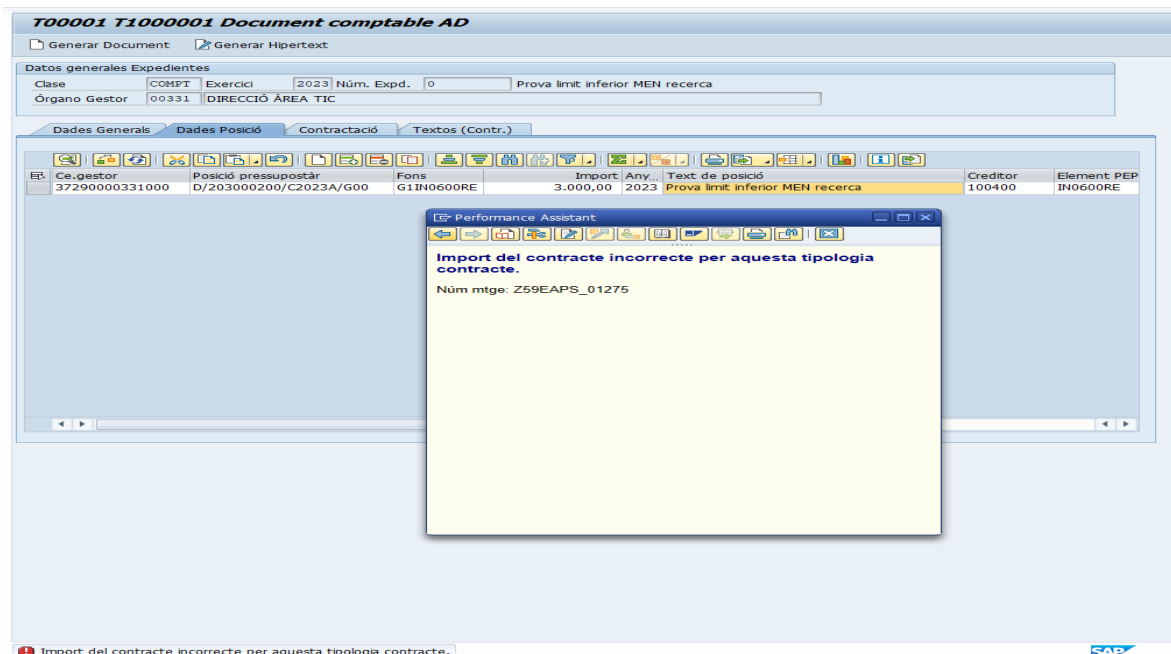 T00001 T1000001 Document comptable AD
Generar Document Generar Hipertext
Datos generales Expedientes
Clase COMPT Exercici 2023 Núm. Expd. 0 Prova limit inferior MEN recerca
Órgano Gestor 00331 DIRECCIÓ ÀREA TIC
Dades Generals Dades Posició Contractació Textos (Contr.)
Ce.gestor Posició pressupostàr Fons Import Any... Text de posició Creditor Element PEP
37290000331000 D/203000200/C2023A/G00 G1IN0600RE 3.000,00 2023 Prova limit inferior MEN recerca 100400 IN0600RE
Performance Assistant
Import del contracte incorrecte per aquesta tipologia
contracte.
Núm mtge: Z59EAPS_01275
Import del contracte incorrecte per aquesta tipologia contracte.
SAP